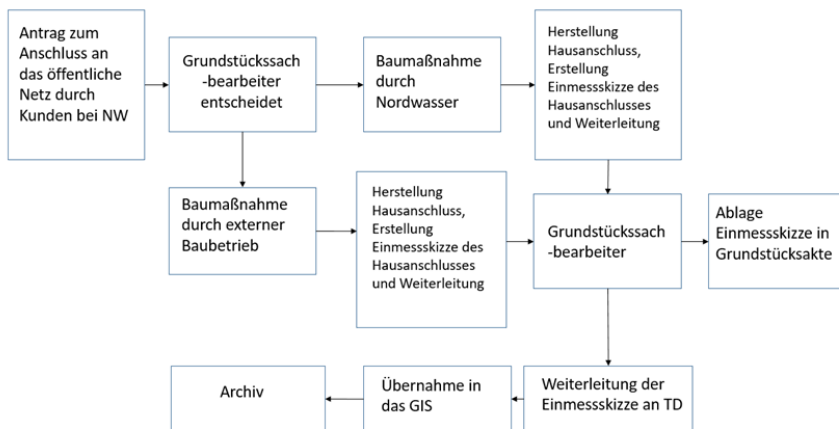 Antrag zum
Anschluss an
das öffentliche
Netz durch
Kunden bei NW
Grundstückssach
-bearbeiter
entscheidet
Baumaßnahme
durch
Nordwasser
Herstellung
Hausanschluss,
Erstellung
Einmessskizze des
Hausanschlusses
und Weiterleitung
Baumaßnahme
durch externer
Baubetrieb
Herstellung
Hausanschluss,
Erstellung
Einmessskizze des
Hausanschlusses
und Weiterleitung
Grundstückssach
-bearbeiter
Ablage
Einmessskizze in
Grundstücksakte
Archiv
Übernahme in
das GIS
Weiterleitung der
Einmessskizze an TD